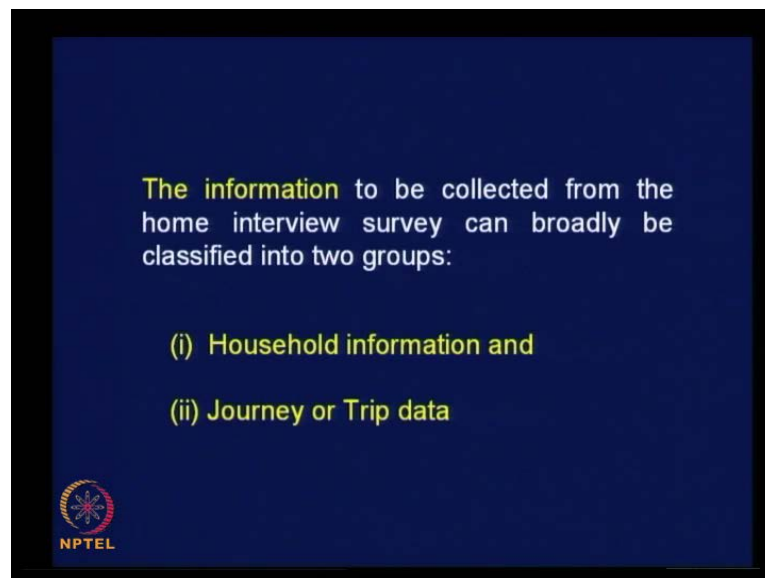 The information to be collected from the
home interview survey can broadly be
classified into two groups:
(i) Household information and
(ii) Journey or Trip data
NPTEL